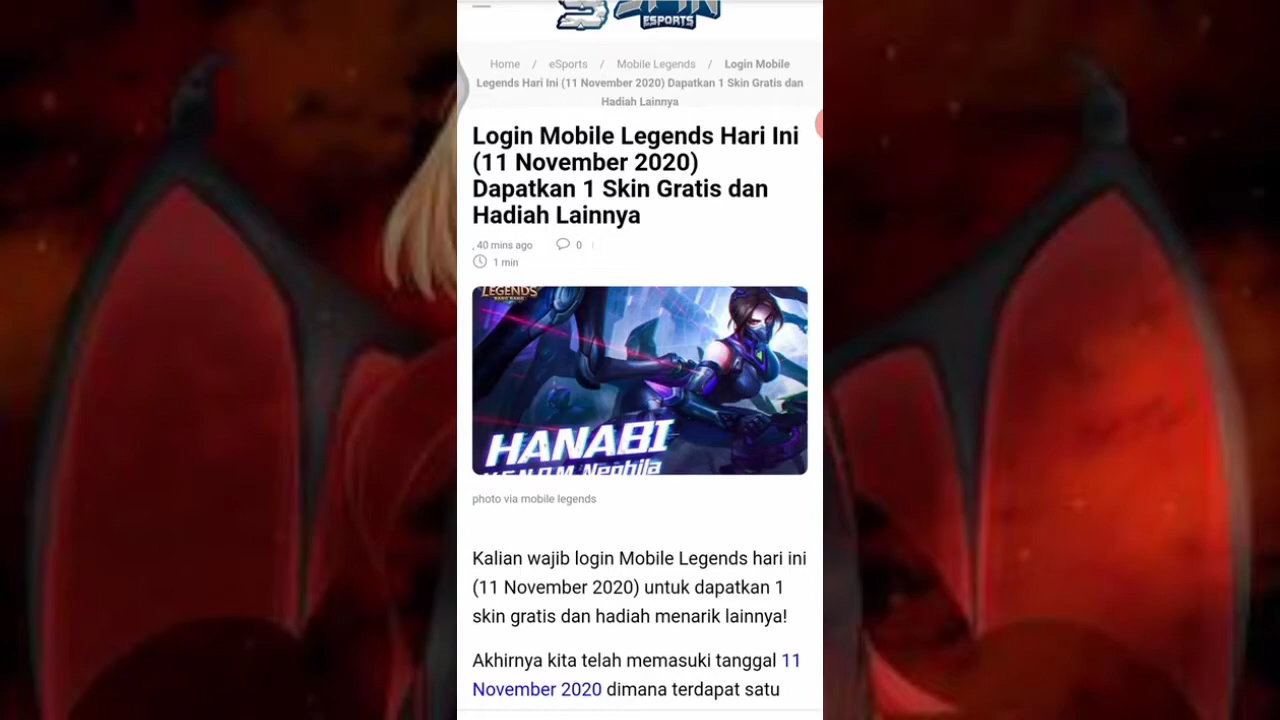 ESPORTS
Home / eSports / Mobile Legends / Login Mobile
Legends Hari Ini (11 November 2020) Dapatkan 1 Skin Gratis dan
Hadiah Lainnya
Login Mobile Legends Hari Ini
(11 November 2020)
Dapatkan 1 Skin Gratis dan
Hadiah Lainnya
, 40 mins ago 0
1 min
LEGENDS
HANABI
V.E.N.O.M. Nephila
photo via mobile legends
Kalian wajib login Mobile Legends hari ini
(11 November 2020) untuk dapatkan 1
skin gratis dan hadiah menarik lainnya!
Akhirnya kita telah memasuki tanggal 11
November 2020 dimana terdapat satu